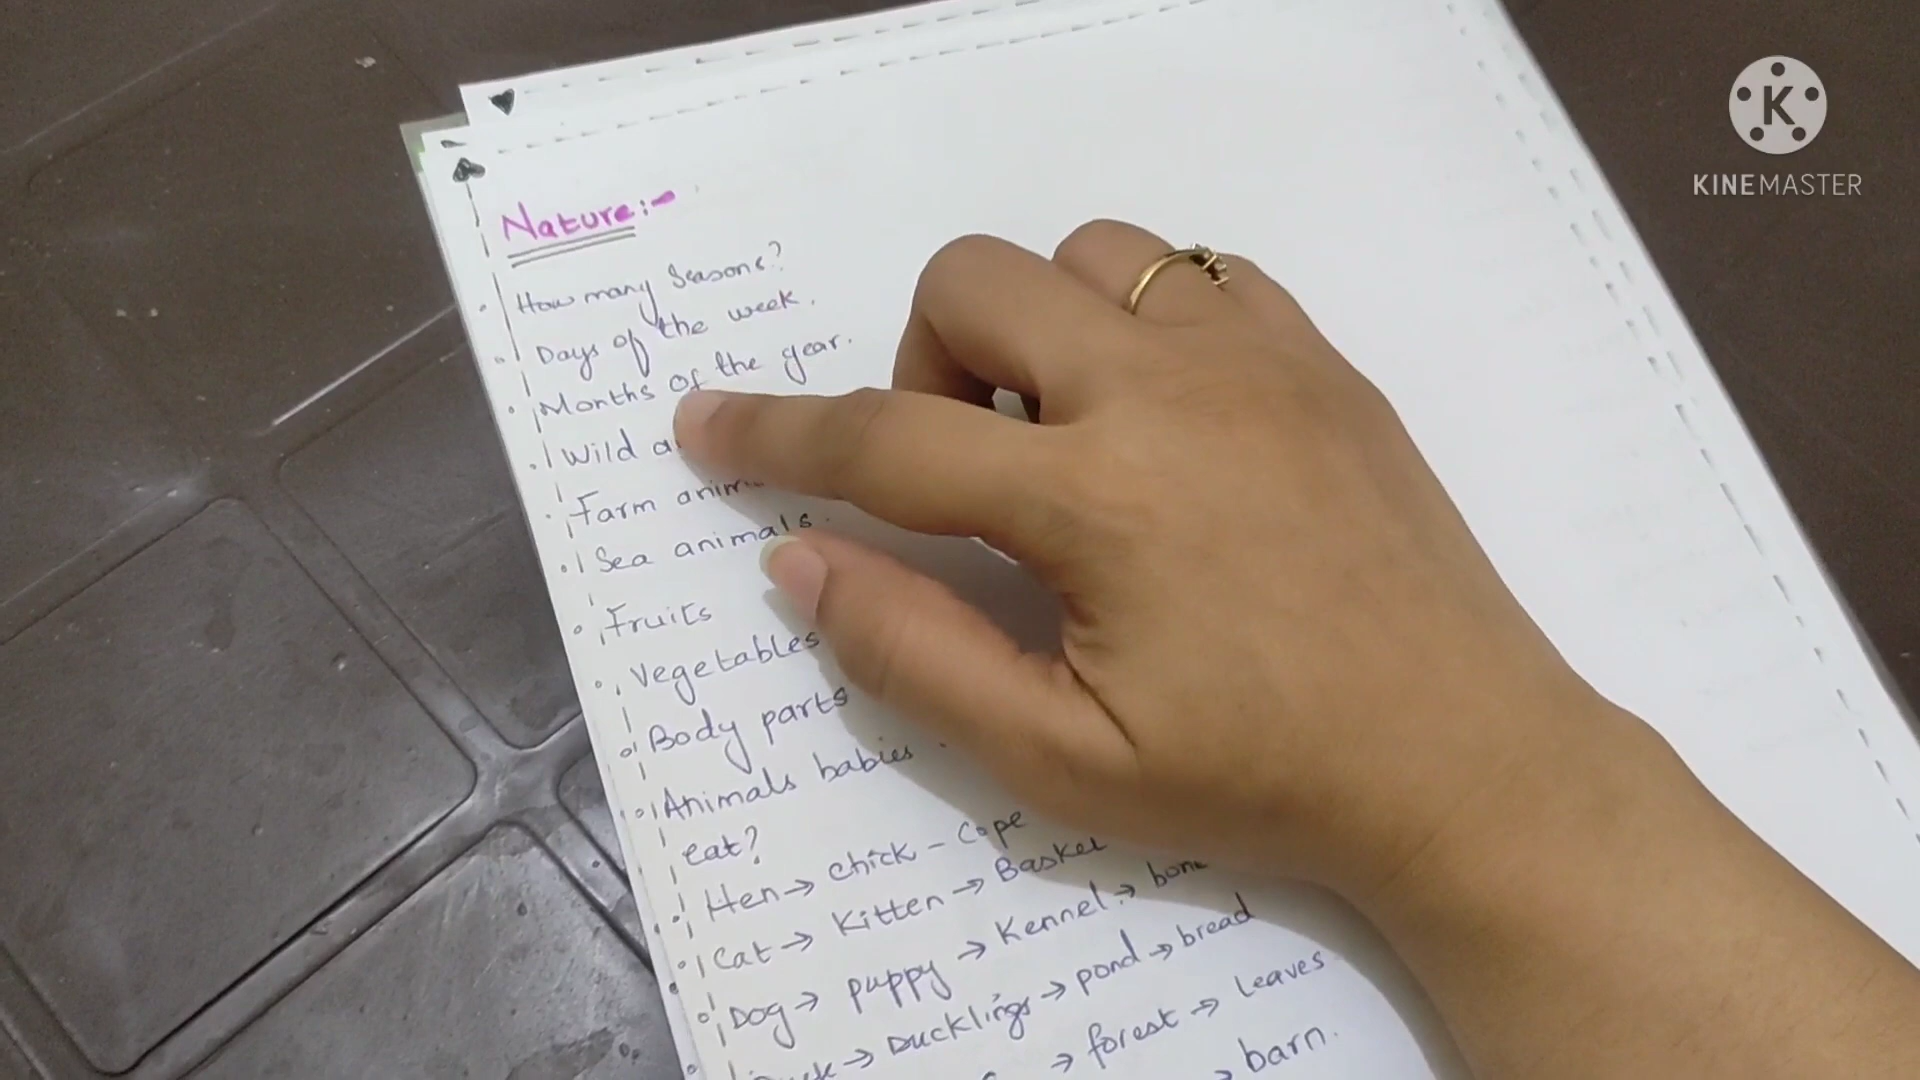 Nature:-
How many Seasons?
Days of the week.
Months of the year.
Wild
Farm
Sea animals.
Fruits
Vegetables
Body parts
Animals babies
eat?
Hen → chick - Cope
Cat → Kitten → Basket
Dog → puppy → Kennel → bone
→ Ducklings → pond → bread
→ forest → leaves
barn.
K
KINEMASTER